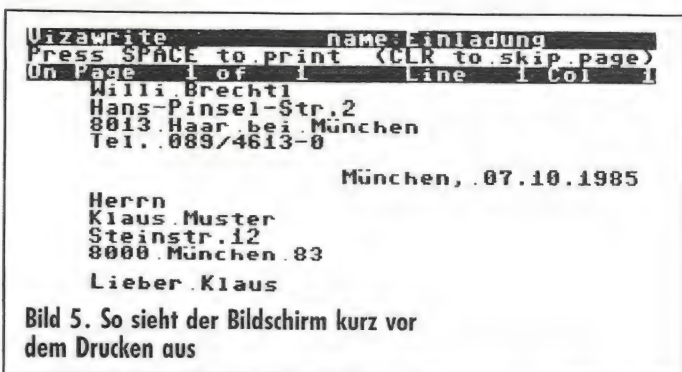 Vizawrite name:Einladung
Press SPACE to.print (CLR to.skip.page)
On Page 1 of 1 Line 1 Col 1
Willi.Brechtl
Hans-Pinsel-Str.2
8013.Haar.bei.München
Tel..089/4613-0
München,.07.10.1985
Herrn
Klaus.Muster
Steinstr.12
8000.München.83
Lieber.Klaus
Bild 5. So sieht der Bildschirm kurz vor
dem Drucken aus